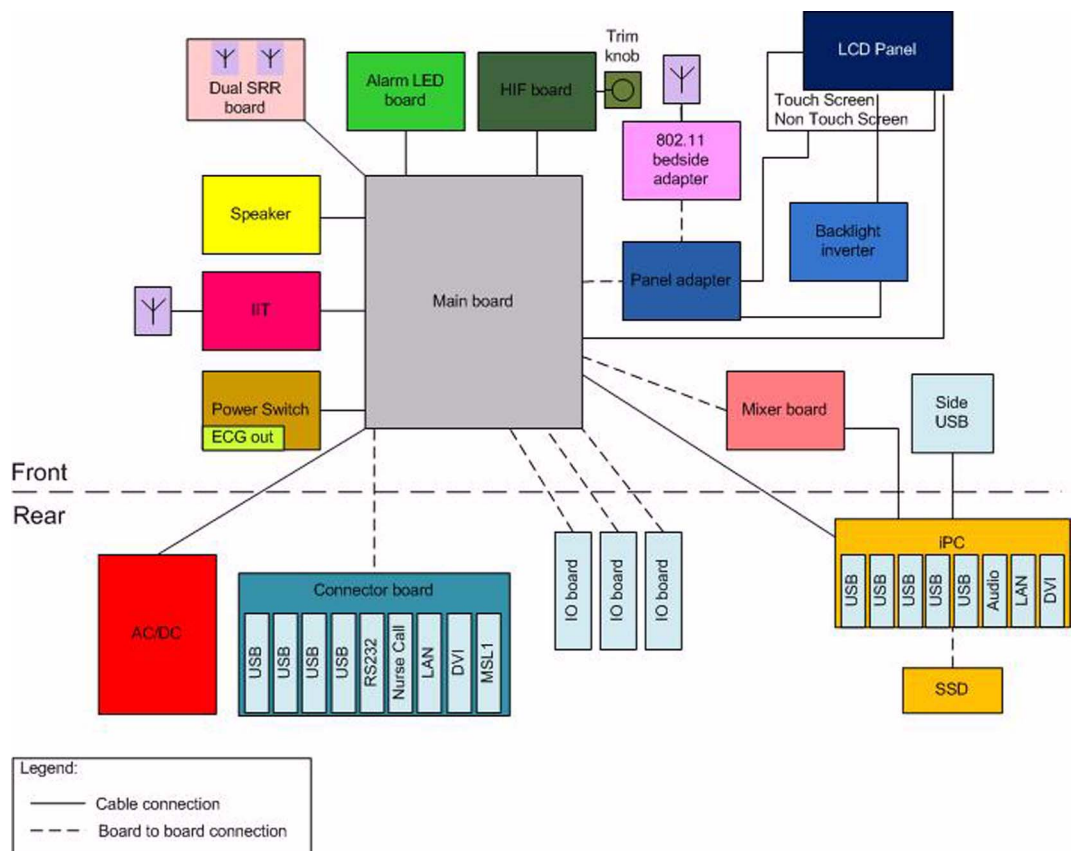 Dual SRR
board
Alarm LED
board
HIF board
Trim
knob
LCD Panel
Touch Screen
Non Touch Screen
802.11
bedside
adapter
Speaker
Backlight
inverter
Panel adapter
IIT
Main board
Power Switch
ECG out
Mixer board
Side
USB
Front
Rear
AC/DC
Connector board
USB
USB
USB
USB
RS232
Nurse Call
LAN
DVI
MSL1
IO board
IO board
IO board
iPC
USB
USB
USB
USB
USB
Audio
LAN
DVI
SSD
Legend:
Cable connection
Board to board connection